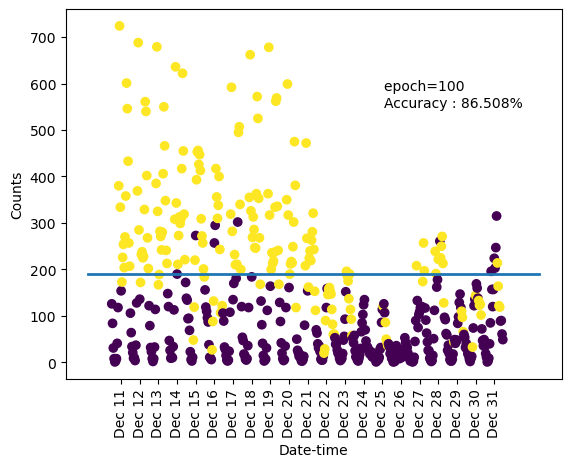 700
600
500
400
300
200
100
0
Counts
epoch=100
Accuracy : 86.508%
Dec 11
Dec 12
Dec 13
Dec 14
Dec 15
Dec 16
Dec 17
Dec 18
Dec 19
Dec 20
Dec 21
Dec 22
Dec 23
Dec 24
Dec 25
Dec 26
Dec 27
Dec 28
Dec 29
Dec 30
Dec 31
Date-time